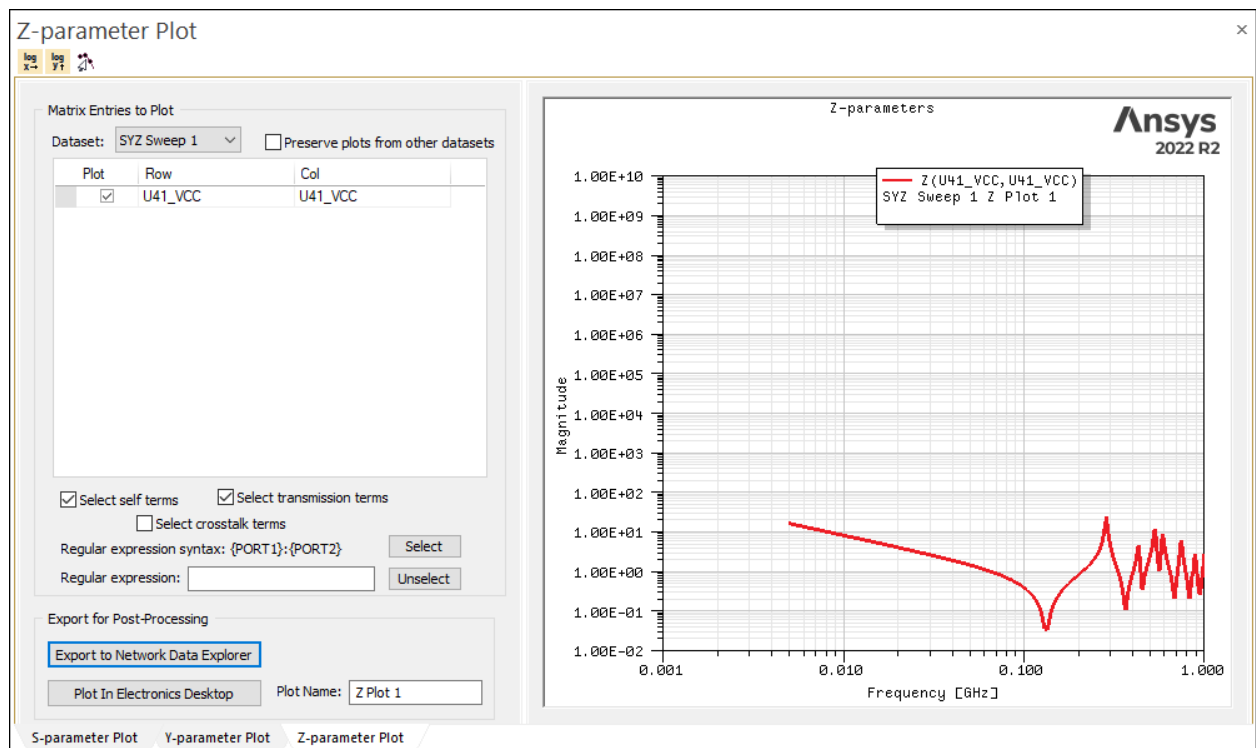 Z-parameter Plot
log x→ log y↑
Matrix Entries to Plot
Dataset: SYZ Sweep 1 Preserve plots from other datasets
Plot Row Col
U41_VCC U41_VCC
Select self terms Select transmission terms
Select crosstalk terms
Regular expression syntax: {PORT1}:{PORT2} Select
Regular expression: Unselect
Export for Post-Processing
Export to Network Data Explorer
Plot In Electronics Desktop Plot Name: Z Plot 1
S-parameter Plot Y-parameter Plot Z-parameter Plot
Z-parameters
Ansys
2022 R2
Z(U41_VCC,U41_VCC)
SYZ Sweep 1 Z Plot 1
1.00E+10
1.00E+09
1.00E+08
1.00E+07
1.00E+06
1.00E+05
1.00E+04
1.00E+03
1.00E+02
1.00E+01
1.00E+00
1.00E-01
1.00E-02
Magnitude
0.001 0.010 0.100 1.000
Frequency [GHz]